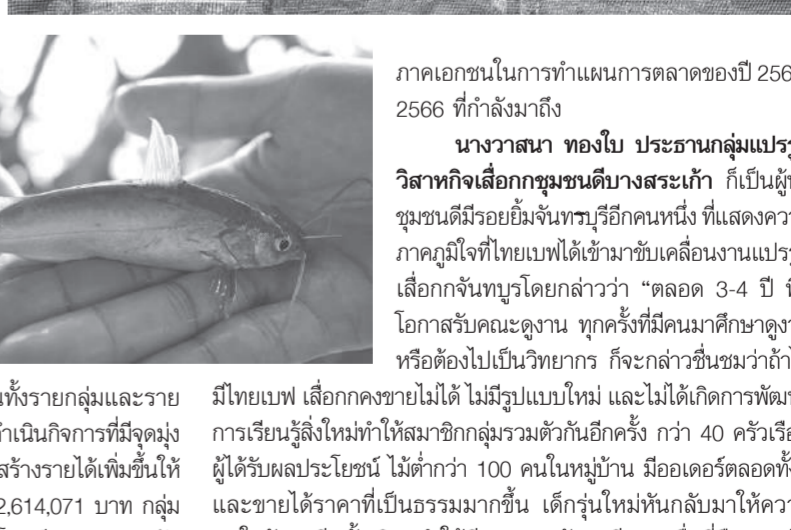 ภาคเอกชนในการทำแผนการตลาดของปี 256
2566 ที่กำลังมาถึง
นางวาสนา ทองใบ ประธานกลุ่มแปรรู
วิสาหกิจเสื่อกกชุมชนดีบางสระเก้า ก็เป็นผู้
ชุมชนดีมีรอยยิ้มจันทรบุรีอีกคนหนึ่ง ที่แสดงควา
ภาคภูมิใจที่ไทยเบฟได้เข้ามาขับเคลื่อนงานแปรรู
เสื่อกกจันทบูรโดยกล่าวว่า “ตลอด 3-4 ปี
โอกาสรับคณะดูงาน ทุกครั้งที่มีคนมาศึกษาดูงา
หรือต้องไปเป็นวิทยากร ก็จะกล่าวชื่นชมว่าถ้า
มีไทยเบฟ เสื่อกกคงขายไม่ได้ ไม่มีรูปแบบใหม่ และไม่ได้เกิดการพัฒ
การเรียนรู้สิ่งใหม่ทำให้สมาชิกกลุ่มรวมตัวกันอีกครั้ง กว่า 40 ครัวเรือ
ผู้ได้รับผลประโยชน์ ไม้ต่ำกว่า 100 คนในหมู่บ้าน มีออเดอร์ตลอดทั้
และขายได้ราคาที่เป็นธรรมมากขึ้น เด็กรุ่นใหม่หันกลับมาให้ควา
นทั้งรายกลุ่มและราย
ำเนินกิจการที่มีจุดมุ่ง
สร้างรายได้เพิ่มขึ้นให้
2,614,071 บาท กลุ่ม